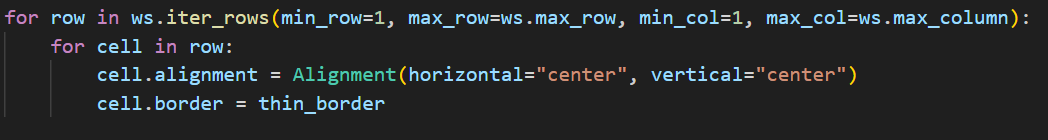 for row in ws.iter_rows(min_row=1, max_row=ws.max_row, min_col=1, max_col=ws.max_column):
    for cell in row:
        cell.alignment = Alignment(horizontal="center", vertical="center")
        cell.border = thin_border